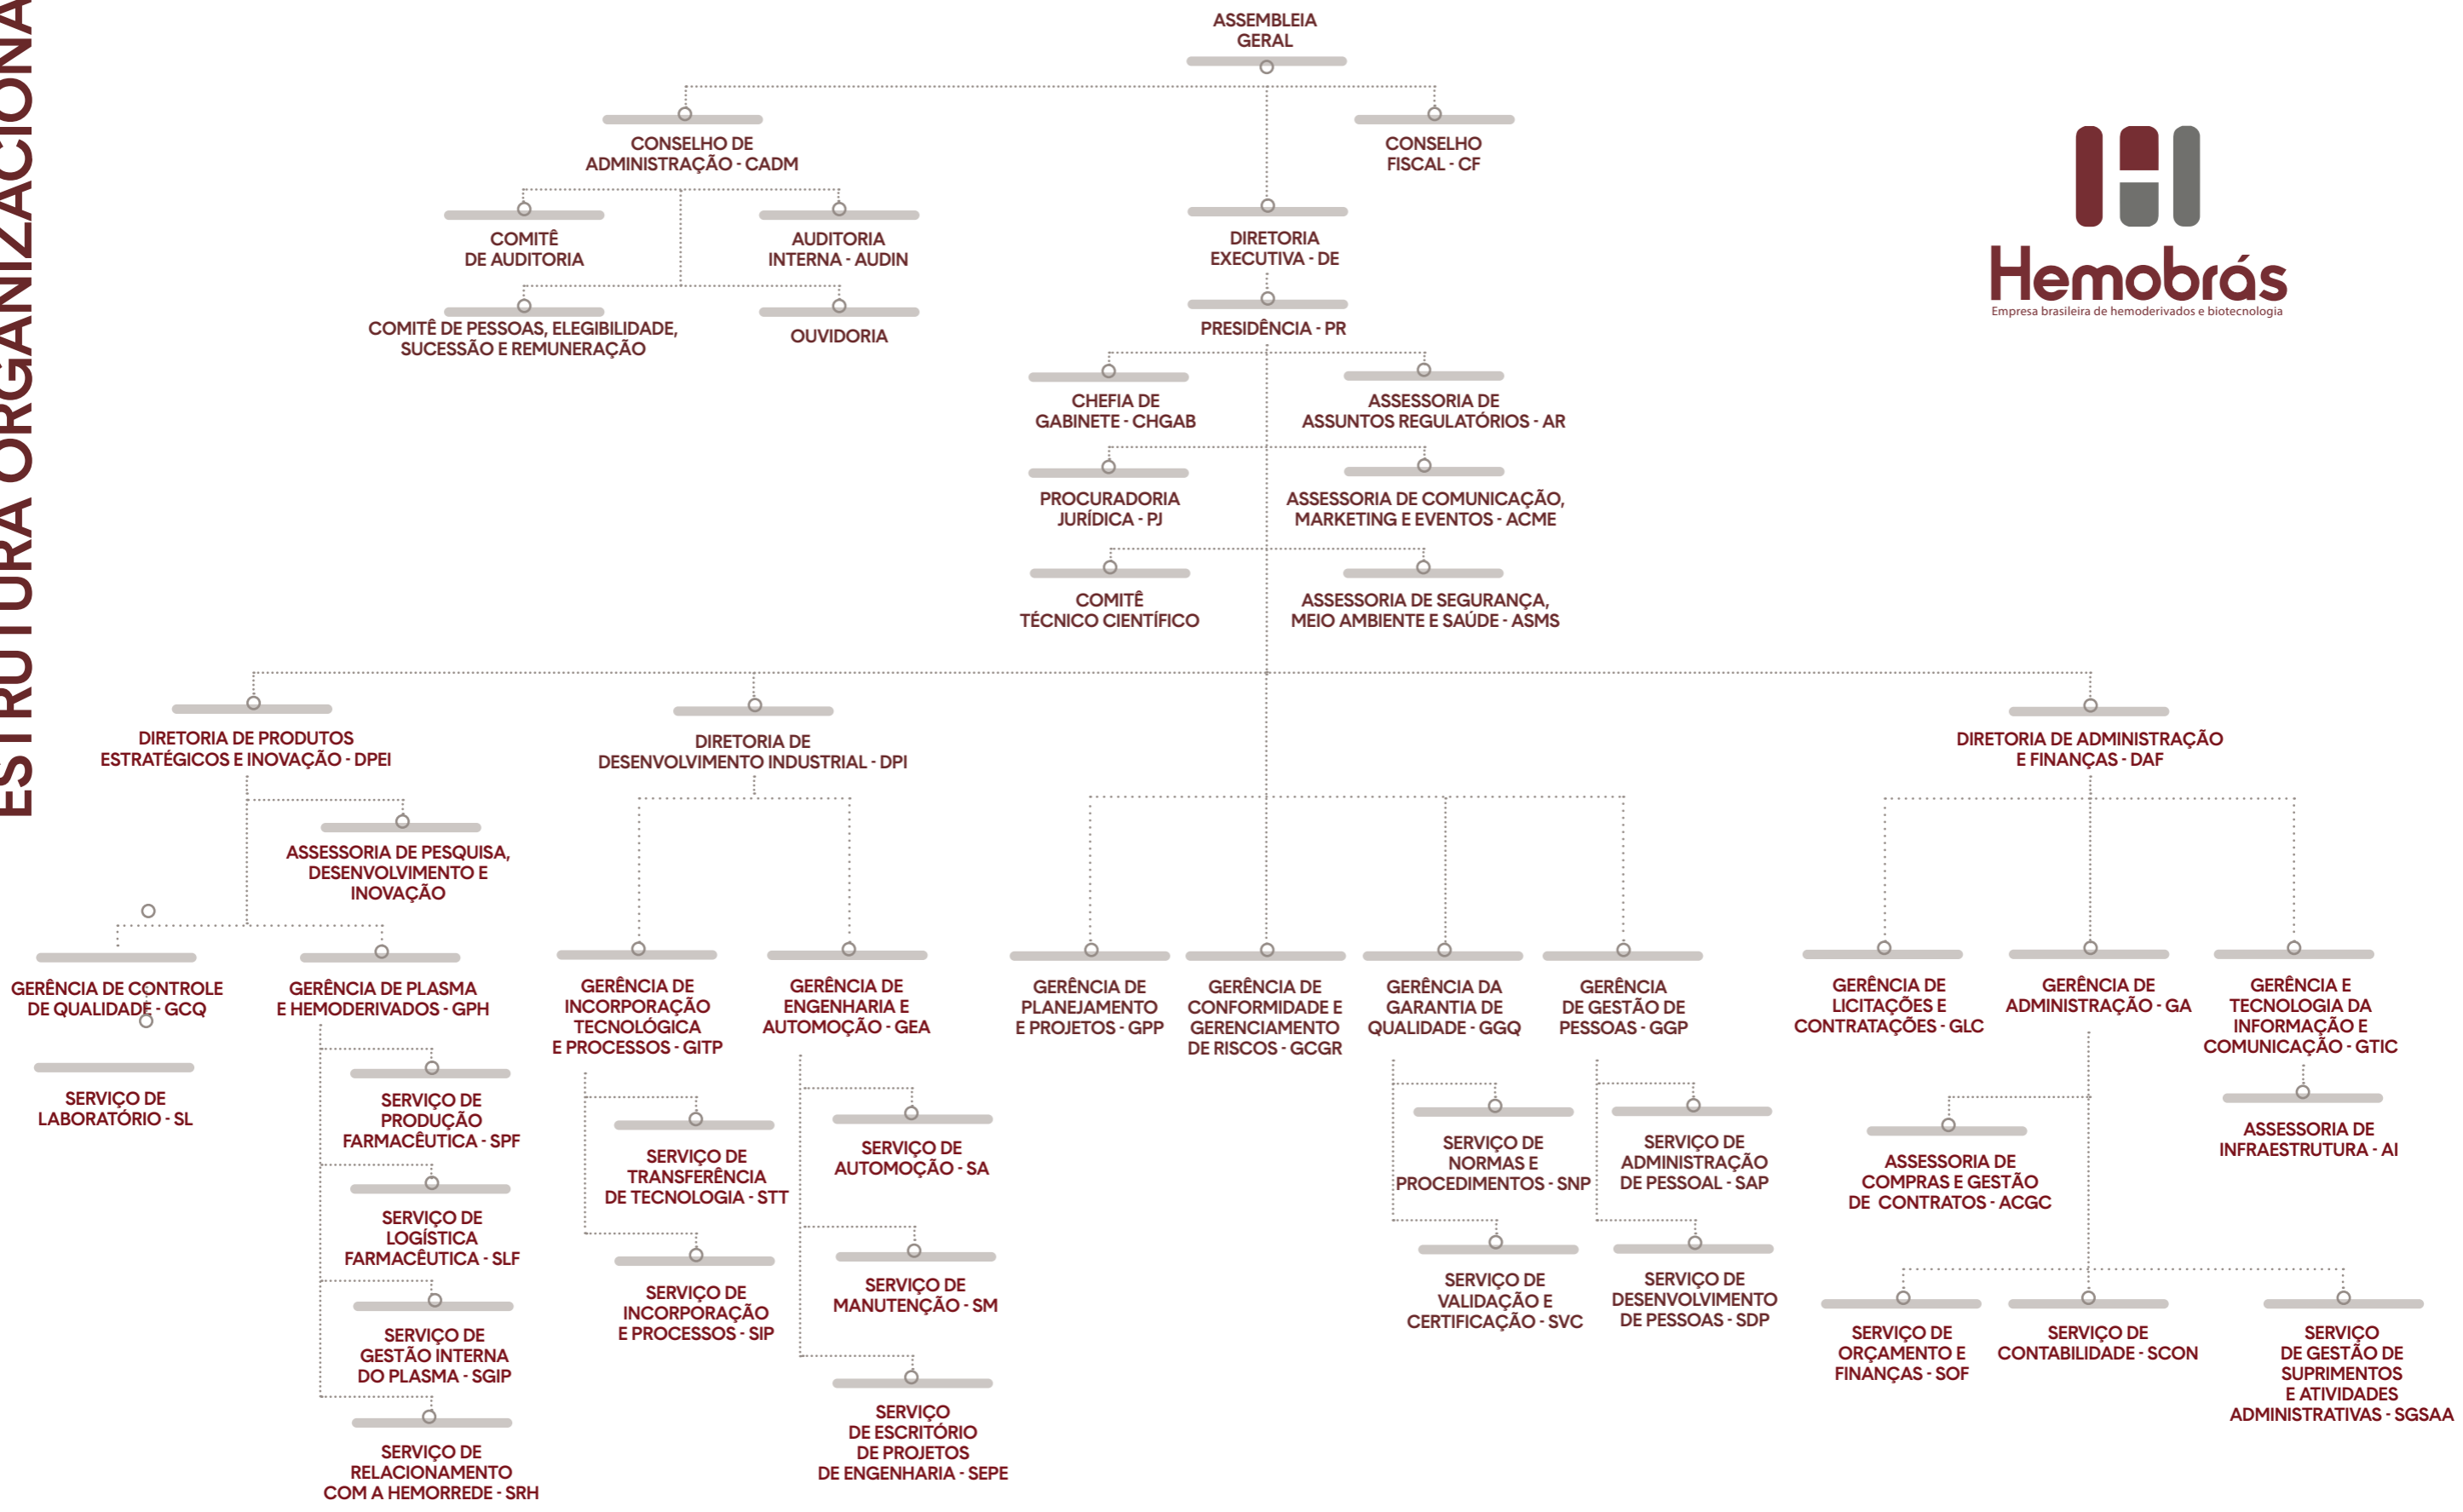 ESTRUTURA ORGANIZACIONA
ASSEMBLEIA
GERAL
CONSELHO DE
ADMINISTRAÇÃO - CADM
CONSELHO
FISCAL - CF
COMITÊ
DE AUDITORIA
AUDITORIA
INTERNA - AUDIN
DIRETORIA
EXECUTIVA - DE
COMITÊ DE PESSOAS, ELEGIBILIDADE,
SUCESSÃO E REMUNERAÇÃO
OUVIDORIA
PRESIDÊNCIA - PR
Hemobrás
Empresa brasileira de hemoderivados e biotecnologia
CHEFIA DE
GABINETE - CHGAB
ASSESSORIA DE
ASSUNTOS REGULATÓRIOS - AR
PROCURADORIA
JURÍDICA - PJ
ASSESSORIA DE COMUNICAÇÃO,
MARKETING E EVENTOS - ACME
COMITÊ
TÉCNICO CIENTÍFICO
ASSESSORIA DE SEGURANÇA,
MEIO AMBIENTE E SAÚDE - ASMS
DIRETORIA DE PRODUTOS
ESTRATÉGICOS E INOVAÇÃO - DPEI
DIRETORIA DE
DESENVOLVIMENTO INDUSTRIAL - DPI
DIRETORIA DE ADMINISTRAÇÃO
E FINANÇAS - DAF
ASSESSORIA DE PESQUISA,
DESENVOLVIMENTO E
INOVAÇÃO
GERÊNCIA DE CONTROLE
DE QUALIDADE - GCQ
GERÊNCIA DE PLASMA
E HEMODERIVADOS - GPH
GERÊNCIA DE
INCORPORAÇÃO
TECNOLÓGICA
E PROCESSOS - GITP
GERÊNCIA DE
ENGENHARIA E
AUTOMOÇÃO - GEA
GERÊNCIA DE
PLANEJAMENTO
E PROJETOS - GPP
GERÊNCIA DE
CONFORMIDADE E
GERENCIAMENTO
DE RISCOS - GCGR
GERÊNCIA DA
GARANTIA DE
QUALIDADE - GGQ
GERÊNCIA
DE GESTÃO DE
PESSOAS - GGP
GERÊNCIA DE
LICITAÇÕES E
CONTRATAÇÕES - GLC
GERÊNCIA DE
ADMINISTRAÇÃO - GA
GERÊNCIA E
TECNOLOGIA DA
INFORMAÇÃO E
COMUNICAÇÃO - GTIC
SERVIÇO DE
LABORATÓRIO - SL
SERVIÇO DE
PRODUÇÃO
FARMACÊUTICA - SPF
SERVIÇO DE
LOGÍSTICA
FARMACÊUTICA - SLF
SERVIÇO DE
GESTÃO INTERNA
DO PLASMA - SGIP
SERVIÇO DE
RELACIONAMENTO
COM A HEMORREDE - SRH
SERVIÇO DE
TRANSFERÊNCIA
DE TECNOLOGIA - STT
SERVIÇO DE
INCORPORAÇÃO
E PROCESSOS - SIP
SERVIÇO DE
AUTOMOÇÃO - SA
SERVIÇO DE
MANUTENÇÃO - SM
SERVIÇO
DE ESCRITÓRIO
DE PROJETOS
DE ENGENHARIA - SEPE
SERVIÇO DE
NORMAS E
PROCEDIMENTOS - SNP
SERVIÇO DE
VALIDAÇÃO E
CERTIFICAÇÃO - SVC
SERVIÇO DE
ADMINISTRAÇÃO
DE PESSOAL - SAP
SERVIÇO DE
DESENVOLVIMENTO
DE PESSOAS - SDP
ASSESSORIA DE
COMPRAS E GESTÃO
DE CONTRATOS - ACGC
ASSESSORIA DE
INFRAESTRUTURA - AI
SERVIÇO DE
ORÇAMENTO E
FINANÇAS - SOF
SERVIÇO DE
CONTABILIDADE - SCON
SERVIÇO
DE GESTÃO DE
SUPRIMENTOS
E ATIVIDADES
ADMINISTRATIVAS - SGSAA